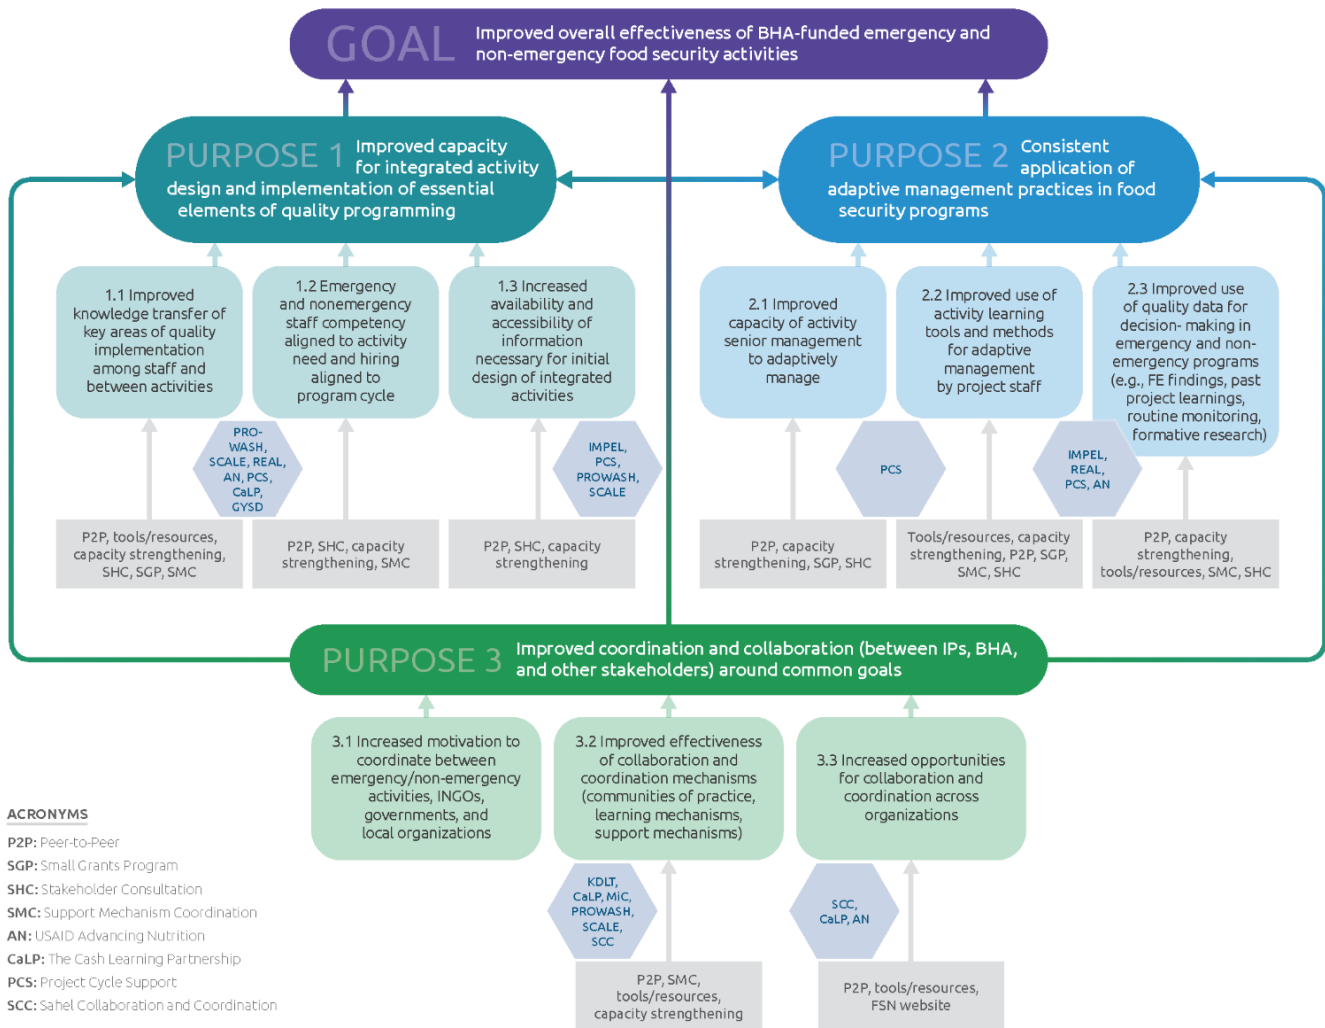 GOAL
Improved overall effectiveness of BHA-funded emergency and
non-emergency food security activities
PURPOSE 1
Improved capacity
for integrated activity
design and implementation of essential
elements of quality programming
PURPOSE 2
Consistent
application of
adaptive management practices in food
security programs
1.1 Improved
knowledge transfer of
key areas of quality
implementation
among staff and
between activities
1.2 Emergency
and nonemergency
staff competency
aligned to activity
need and hiring
aligned to
program cycle
1.3 Increased
availability and
accessibility of
information
necessary for initial
design of integrated
activities
2.1 Improved
capacity of activity
senior management
to adaptively
manage
2.2 Improved use of
activity learning
tools and methods
for adaptive
management
by project staff
2.3 Improved use
of quality data for
decision- making in
emergency and non-
emergency programs
(e.g., FE findings, past
project learnings,
routine monitoring,
formative research)
PRO-
WASH,
SCALE, REAL,
AN, PCS,
CaLP,
GYSD
IMPEL,
PCS,
PROWASH,
SCALE
PCS
IMPEL,
REAL,
PCS, AN
P2P, tools/resources,
capacity strengthening,
SHC, SGP, SMC
P2P, SHC, capacity
strengthening, SMC
P2P, SHC, capacity
strengthening
P2P, capacity
strengthening, SGP, SHC
Tools/resources, capacity
strengthening, P2P, SGP,
SMC, SHC
P2P, capacity
strengthening,
tools/resources, SMC, SHC
PURPOSE 3
Improved coordination and collaboration (between IPs, BHA,
and other stakeholders) around common goals
3.1 Increased motivation to
coordinate between
emergency/non-emergency
activities, INGOs,
governments, and
local organizations
3.2 Improved effectiveness
of collaboration and
coordination mechanisms
(communities of practice,
learning mechanisms,
support mechanisms)
3.3 Increased opportunities
for collaboration and
coordination across
organizations
KDLT,
CaLP, MiC,
PROWASH,
SCALE,
SCC
SCC,
CaLP, AN
P2P, SMC,
tools/resources,
capacity strengthening
P2P, tools/resources,
FSN website
ACRONYMS
P2P: Peer-to-Peer
SGP: Small Grants Program
SHC: Stakeholder Consultation
SMC: Support Mechanism Coordination
AN: USAID Advancing Nutrition
CaLP: The Cash Learning Partnership
PCS: Project Cycle Support
SCC: Sahel Collaboration and Coordination